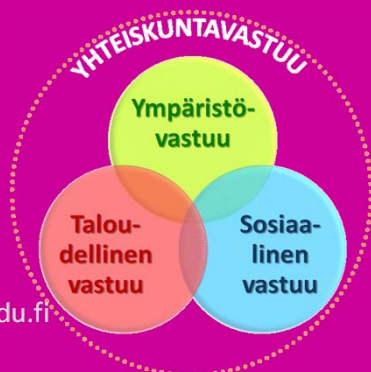 YHTEISKUNTAVASTUU
Ympäristö-
vastuu
Talou-
dellinen
vastuu
Sosiaa-
linen
vastuu
du.fi